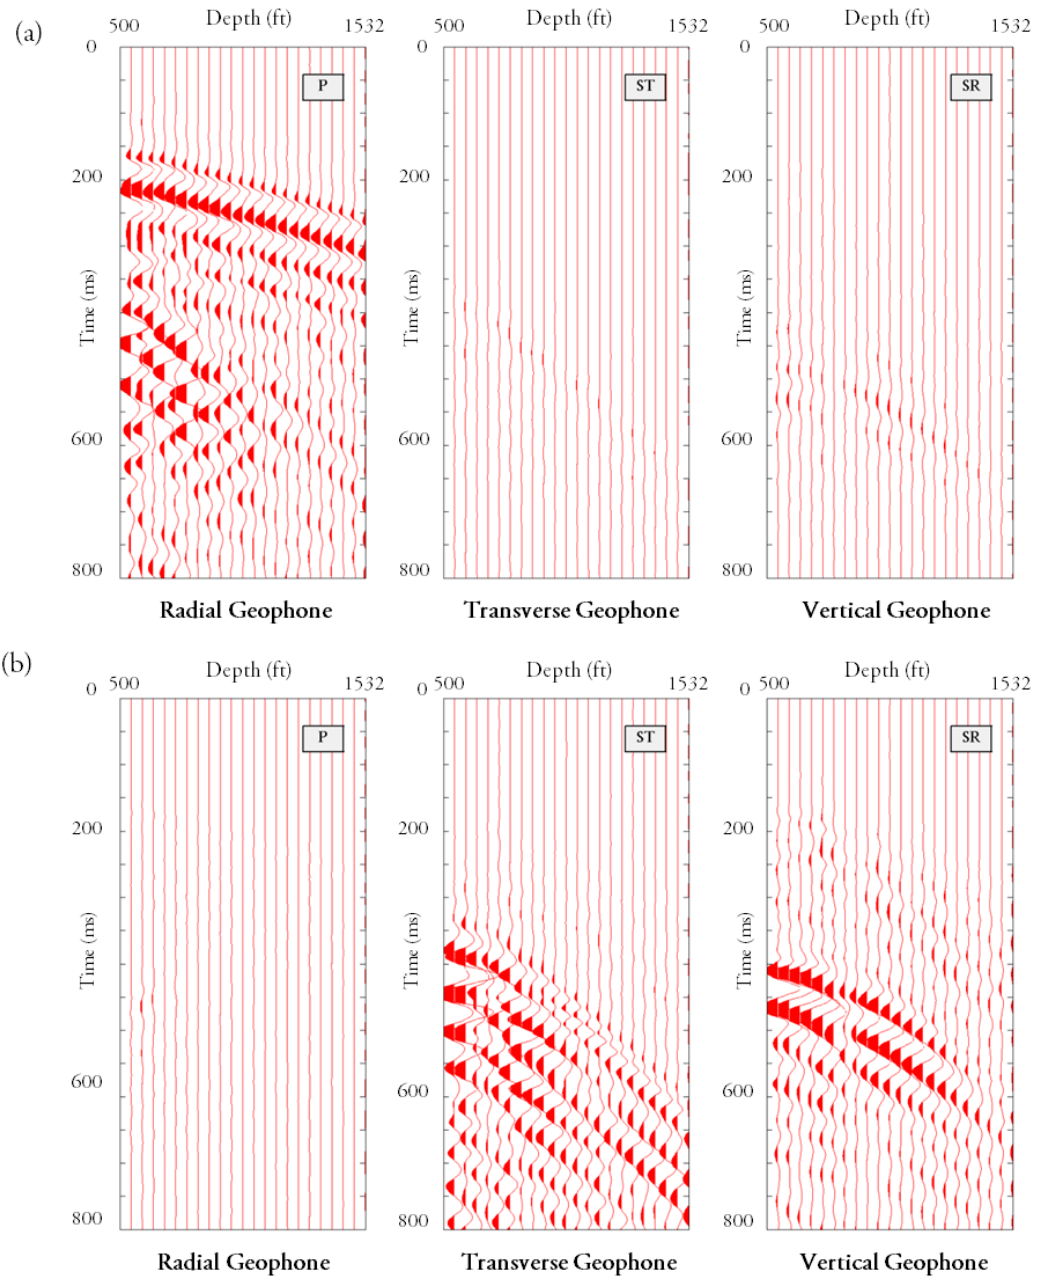 (a)
Depth (ft) Depth (ft) Depth (ft)
500 1532 500 1532 500 1532
0 0 0
P ST SR
200 200 200
Time (ms) Time (ms) Time (ms)
600 600 600
800 800 800
Radial Geophone Transverse Geophone Vertical Geophone
(b)
Depth (ft) Depth (ft) Depth (ft)
0 500 1532 0 500 1532 0 500 1532
P ST SR
200 200 200
Time (ms) Time (ms) Time (ms)
600 600 600
800 800 800
Radial Geophone Transverse Geophone Vertical Geophone